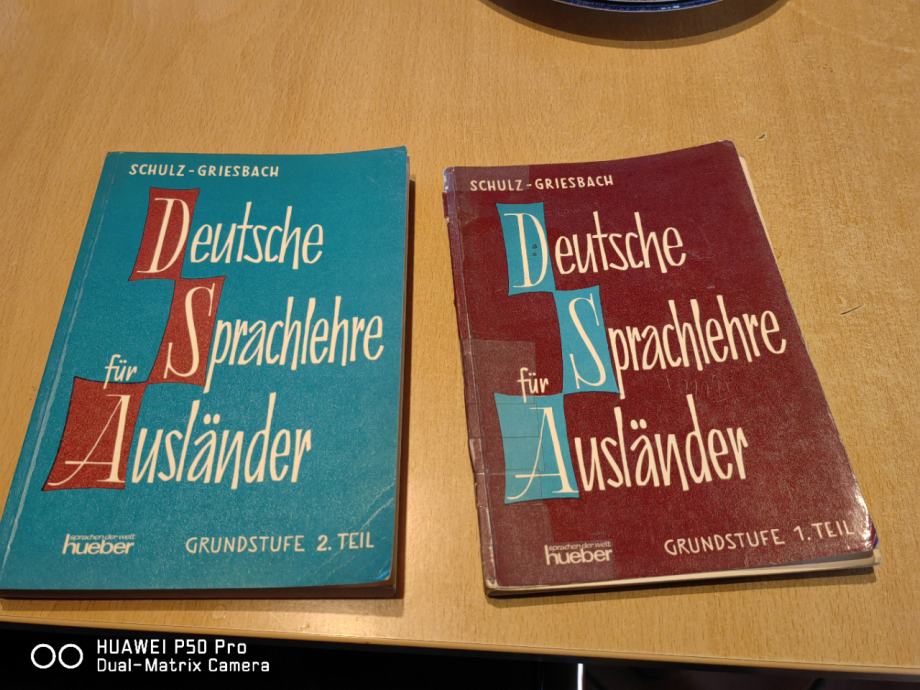 SCHULZ-GRIESBACH
Deutsche
Sprachlehre
für
Ausländer
sprachen der welt
hueber
GRUNDSTUFE 2. TEIL
SCHULZ-GRIESBACH
Deutsche
Sprachlehre
für
Ausländer
sprachen der welt
hueber
GRUNDSTUFE 1. TEIL
HUAWEI P50 Pro
Dual-Matrix Camera